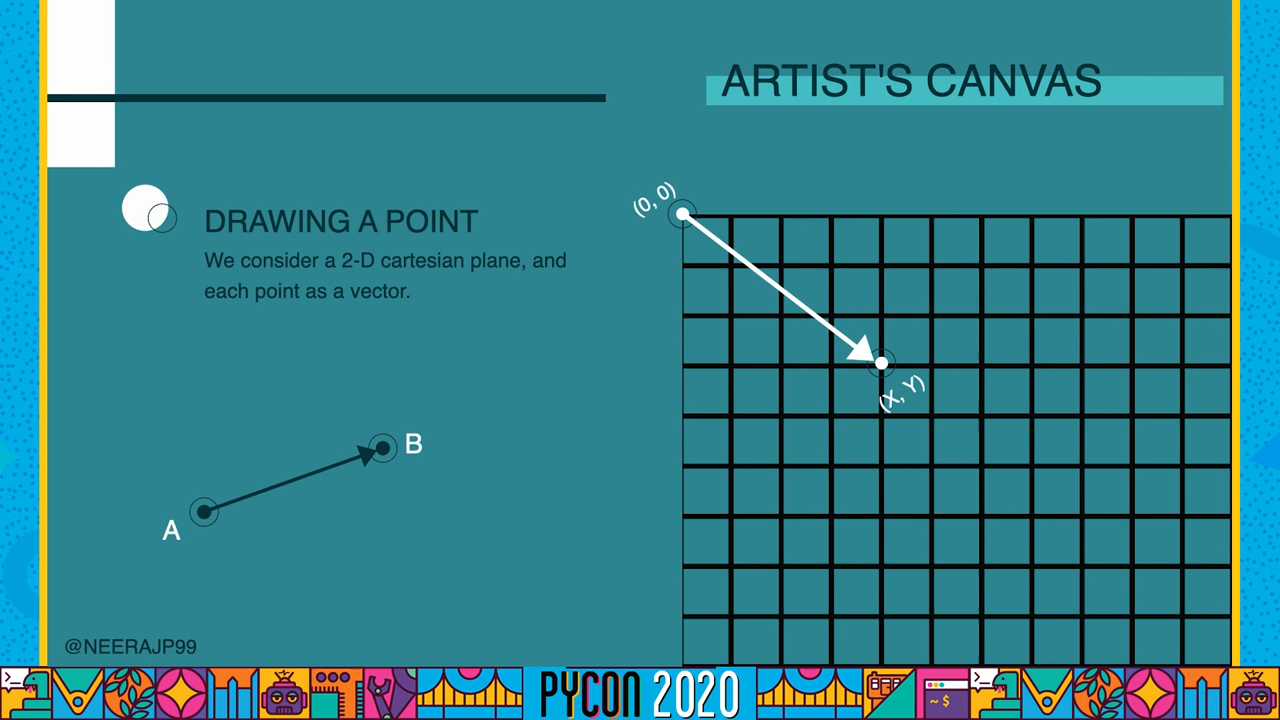 ARTIST'S CANVAS
DRAWING A POINT
We consider a 2-D cartesian plane, and
each point as a vector.
(0, 0)
(X, Y)
B
A
@NEERAJP99
~$
PYCON 2020